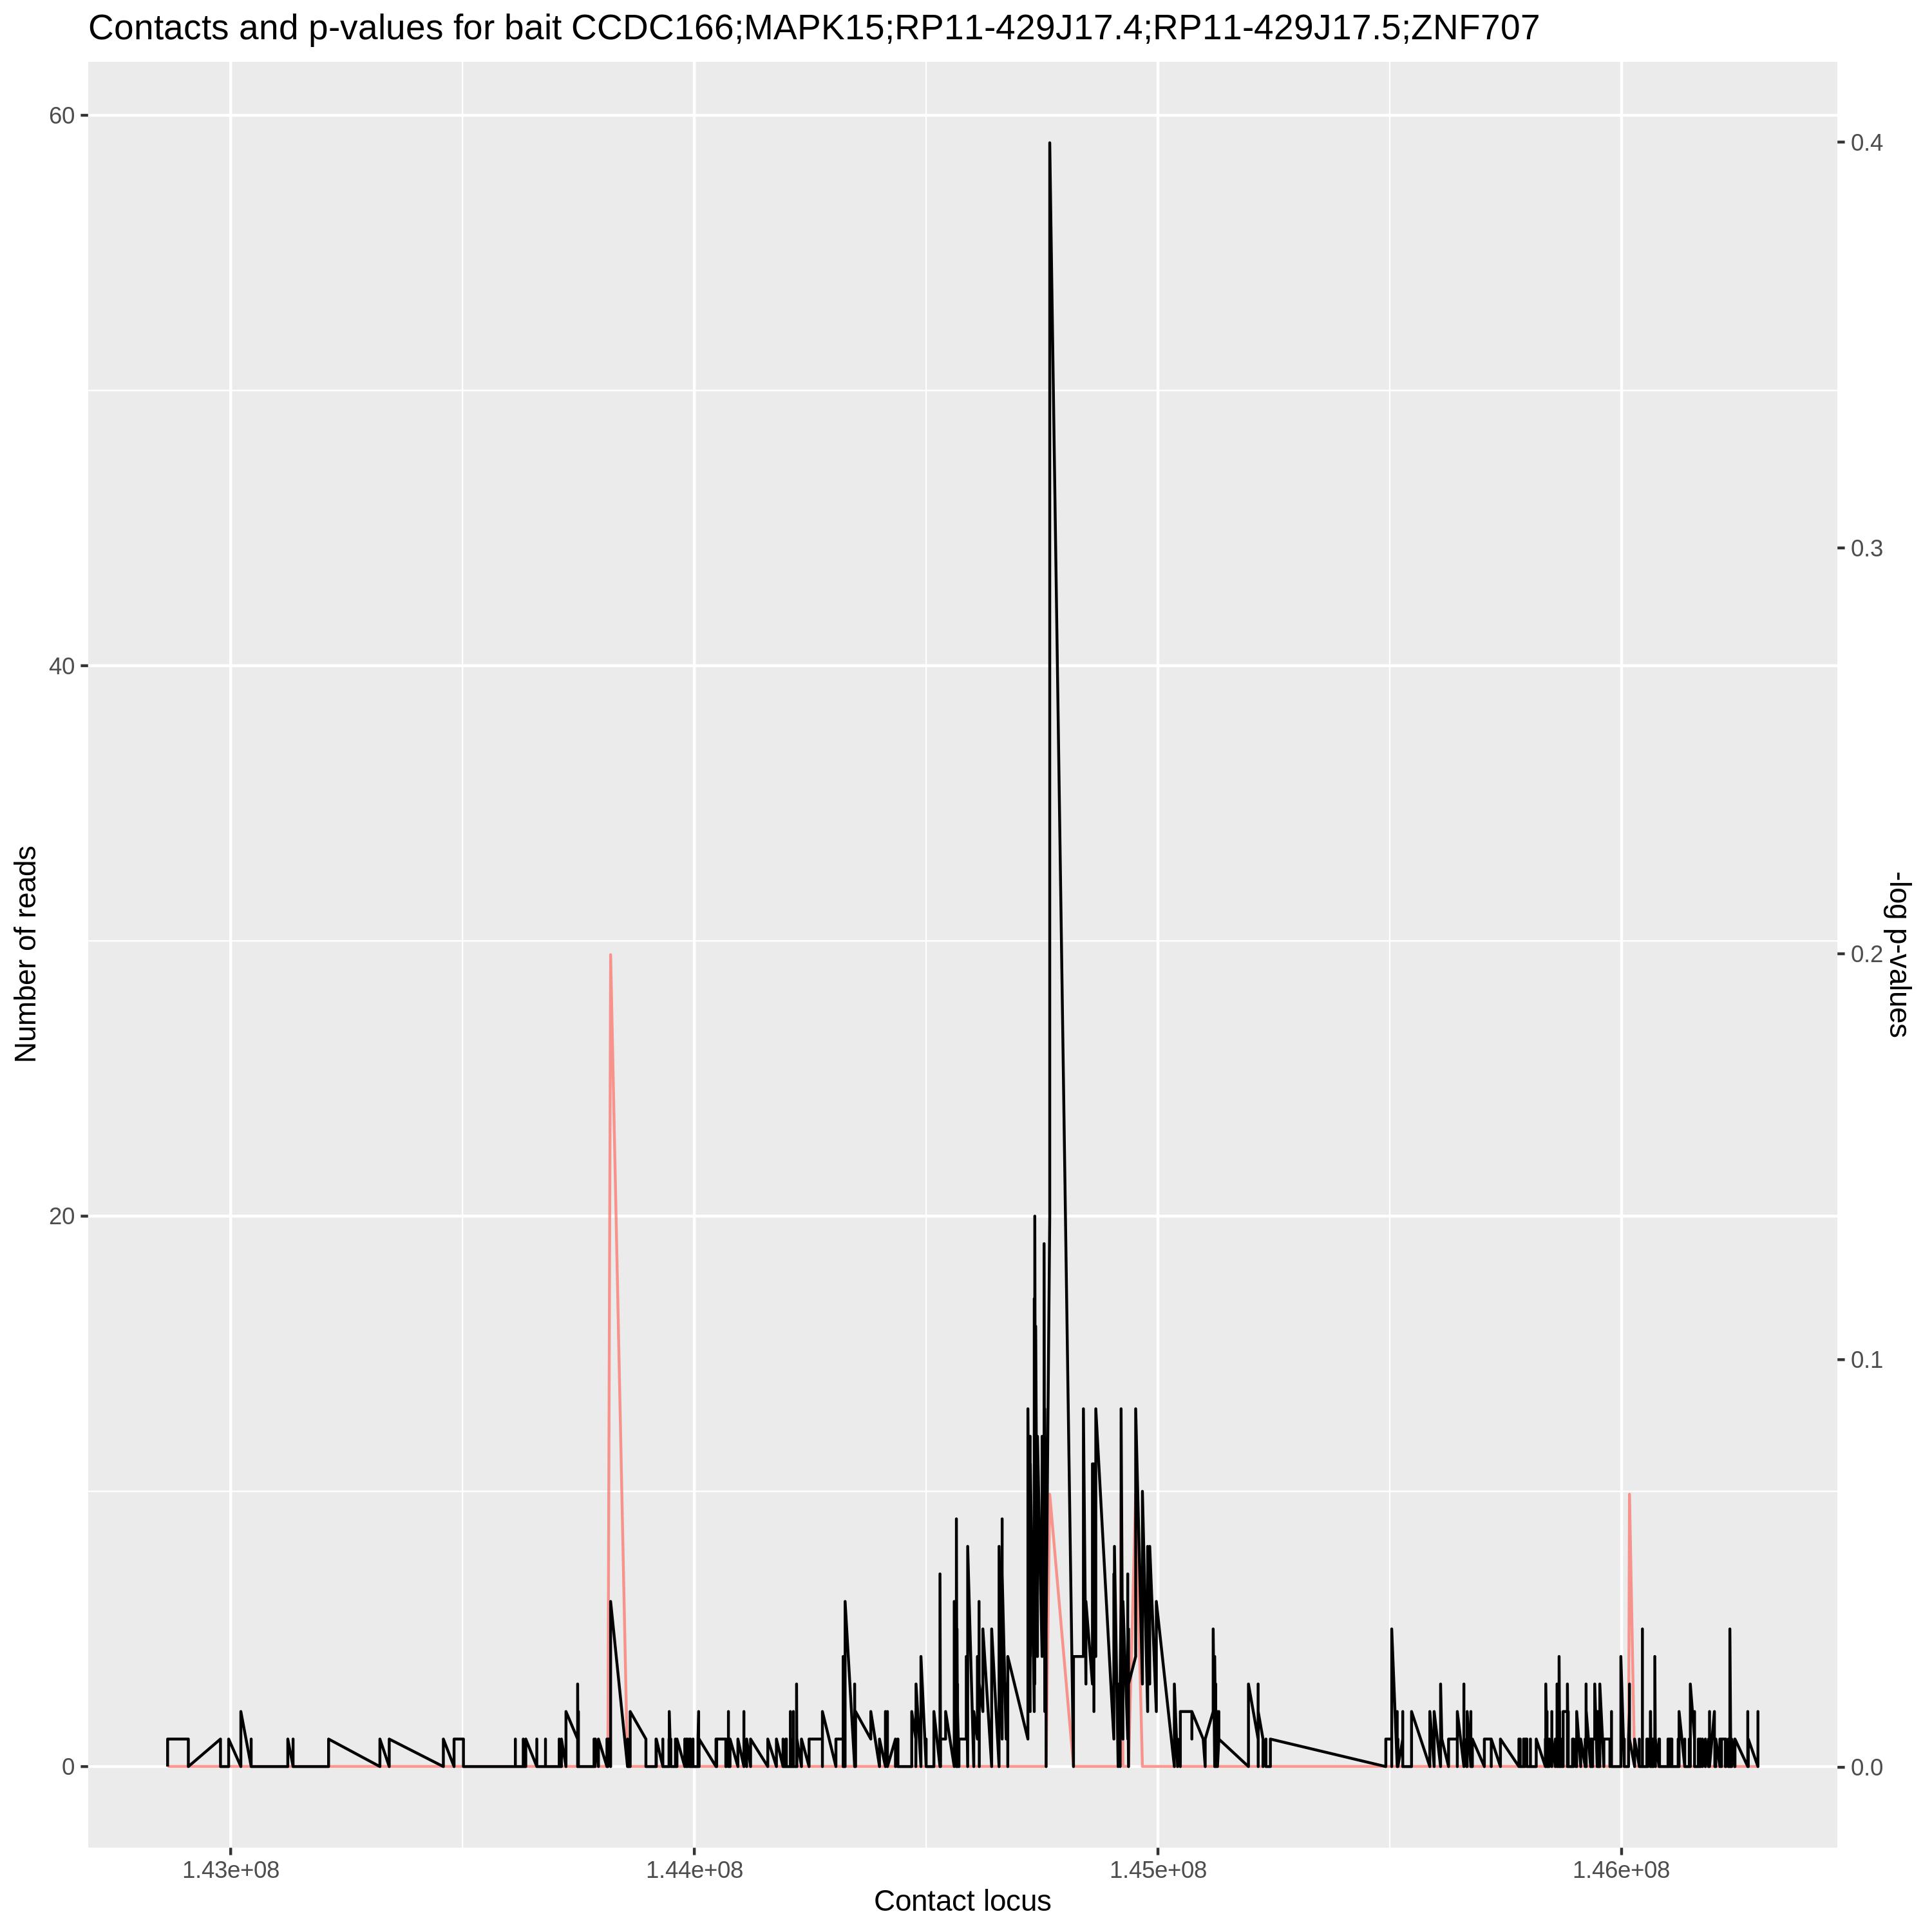 Contacts and p-values for bait CCDC166;MAPK15;RP11-429J17.4;RP11-429J17.5;ZNF707
60
40
20
0
Number of reads
0.4
0.3
0.2
0.1
0.0
-log p-values
1.43e+08
1.44e+08
1.45e+08
1.46e+08
Contact locus